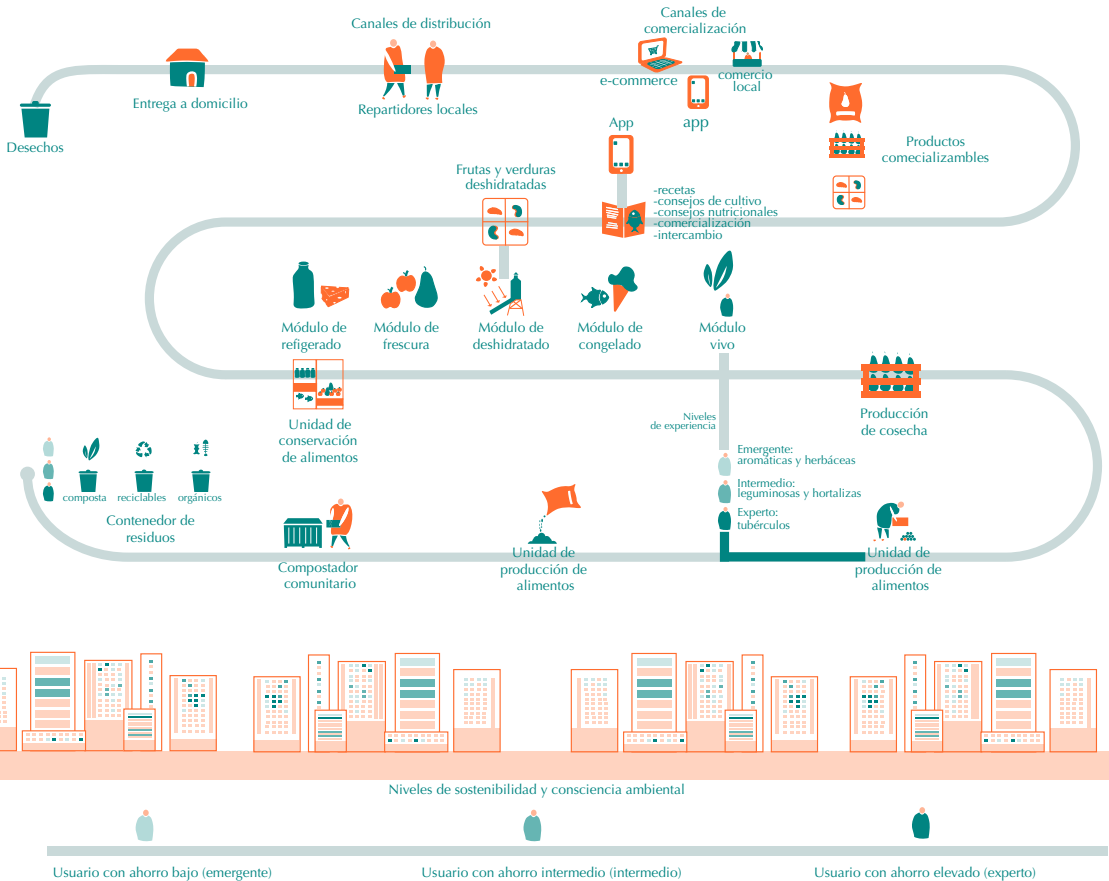 Canales de distribución
Canales de
comercialización
e-commerce
comercio
local
app
Entrega a domicilio
Repartidores locales
Desechos
App
Productos
comecializambles
Frutas y verduras
deshidratadas
-recetas
-consejos de cultivo
-consejos nutricionales
-comercialización
-intercambio
Módulo de
refigerado
Módulo de
frescura
Módulo de
deshidratado
Módulo de
congelado
Módulo
vivo
Unidad de
conservación
de alimentos
Niveles
de experiencia
Producción
de cosecha
Emergente:
aromáticas y herbáceas
Intermedio:
leguminosas y hortalizas
Experto:
tubérculos
composta
reciclables
orgánicos
Contenedor de
residuos
Compostador
comunitario
Unidad de
producción de
alimentos
Unidad de
producción de
alimentos
Niveles de sostenibilidad y consciencia ambiental
Usuario con ahorro bajo (emergente)
Usuario con ahorro intermedio (intermedio)
Usuario con ahorro elevado (experto)